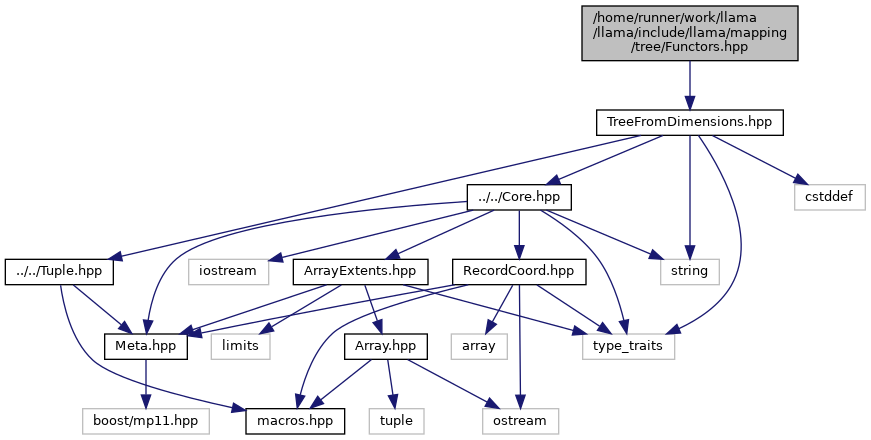 /home/runner/work/llama
/llama/include/llama/mapping
/tree/Functors.hpp
TreeFromDimensions.hpp
../../Core.hpp
cstddef
../../Tuple.hpp
iostream
ArrayExtents.hpp
RecordCoord.hpp
string
Meta.hpp
limits
Array.hpp
array
type_traits
boost/mp11.hpp
macros.hpp
tuple
ostream